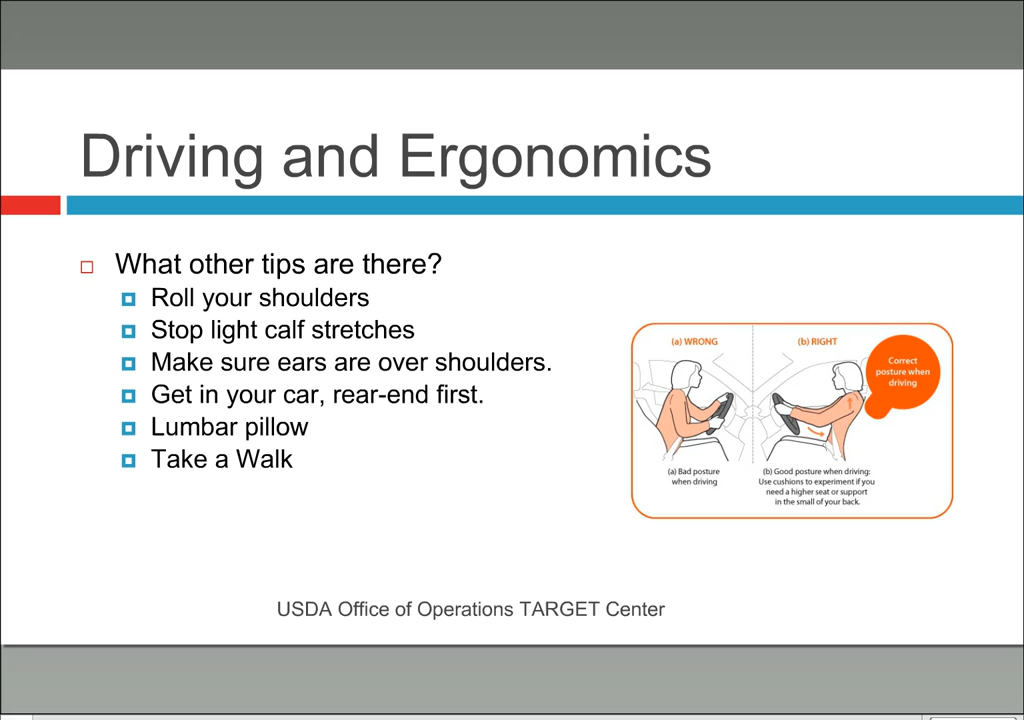 Driving and Ergonomics
What other tips are there?
Roll your shoulders
Stop light calf stretches
Make sure ears are over shoulders.
Get in your car, rear-end first.
Lumbar pillow
Take a Walk
(a) WRONG
(b) RIGHT
Correct
posture when
driving
(a) Bad posture
when driving
(b) Good posture when driving:
Use cushions to experiment if you
need a higher seat or support
in the small of your back.
USDA Office of Operations TARGET Center